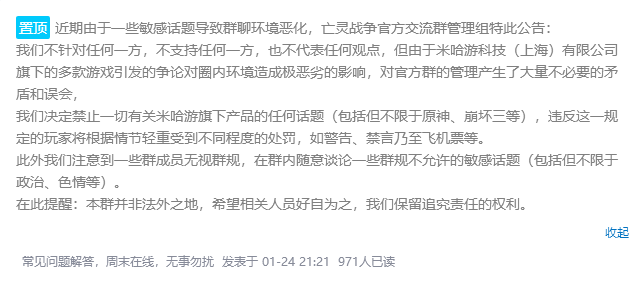 置顶 近期由于一些敏感话题导致群聊环境恶化，亡灵战争官方交流群管理组特此公告：
我们不针对任何一方，不支持任何一方，也不代表任何观点，但由于米哈游科技（上海）有限公司
旗下的多款游戏引发的争论对圈内环境造成极恶劣的影响，对官方群的管理产生了大量不必要的矛
盾和误会，
我们决定禁止一切有关米哈游旗下产品的任何话题（包括但不限于原神、崩坏三等），违反这一规
定的玩家将根据情节轻重受到不同程度的处罚，如警告、禁言乃至飞机票等。
此外我们注意到一些群成员无视群规，在群内随意谈论一些群规不允许的敏感话题（包括但不限于
政治、色情等）。
在此提醒：本群并非法外之地，希望相关人员好自为之，我们保留追究责任的权利。
收起
常见问题解答，周末在线，无事勿扰 发表于 01-24 21:21 971人已读